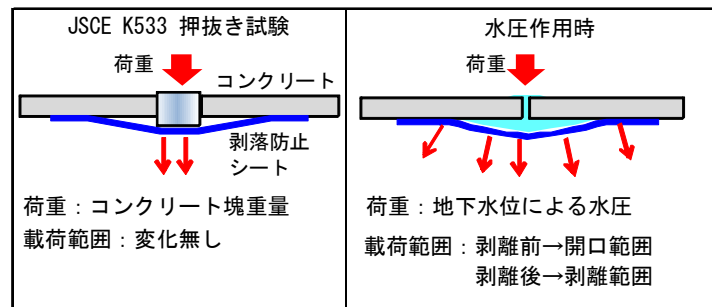 JSCE K533 押抜き試験
荷重
コンクリート
剥落防止
シート
荷重：コンクリート塊重量
載荷範囲：変化無し
水圧作用時
荷重
荷重：地下水位による水圧
載荷範囲：剥離前→開口範囲
剥離後→剥離範囲